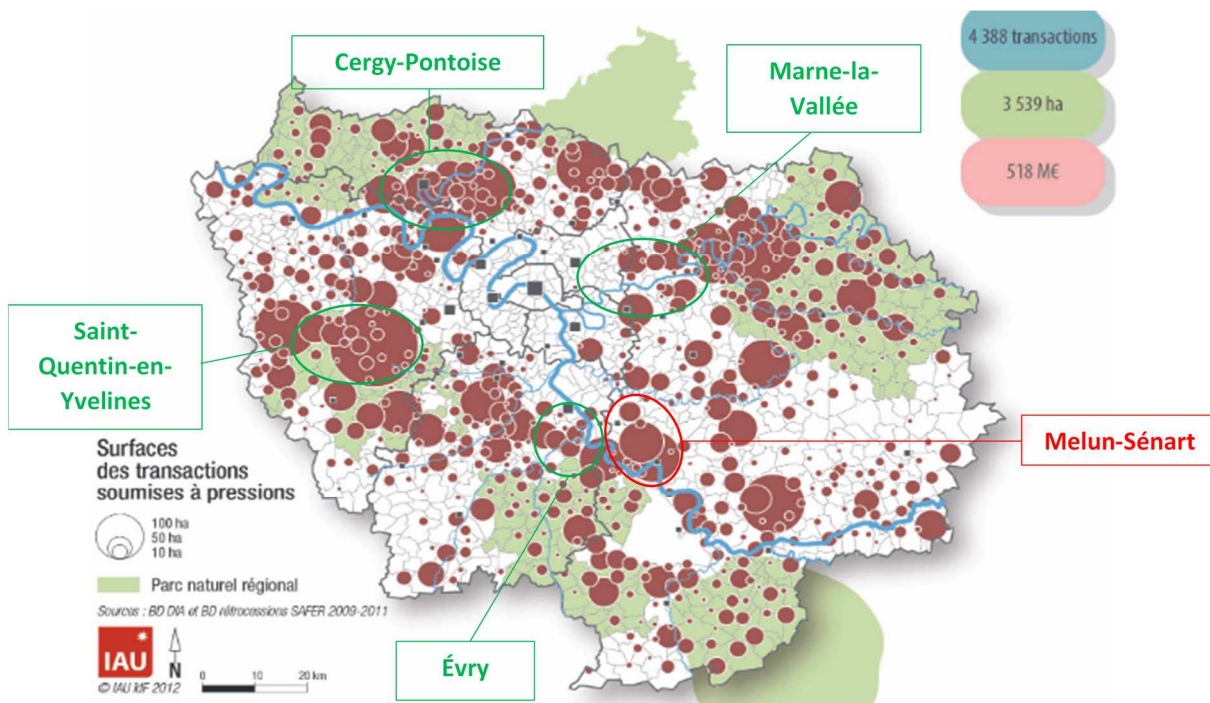 Cergy-Pontoise
Marne-la-
Vallée
4 388 transactions
3 539 ha
518 M€
Saint-
Quentin-en-
Yvelines
Melun-Sénart
Évry
Surfaces
des transactions
soumises à pressions
100 ha
50 ha
10 ha
Parc naturel régional
Sources : BD DIA et BD rétrocessions SAFER 2009-2011
IAU
N
0 10 20 km
© IAU îdF 2012